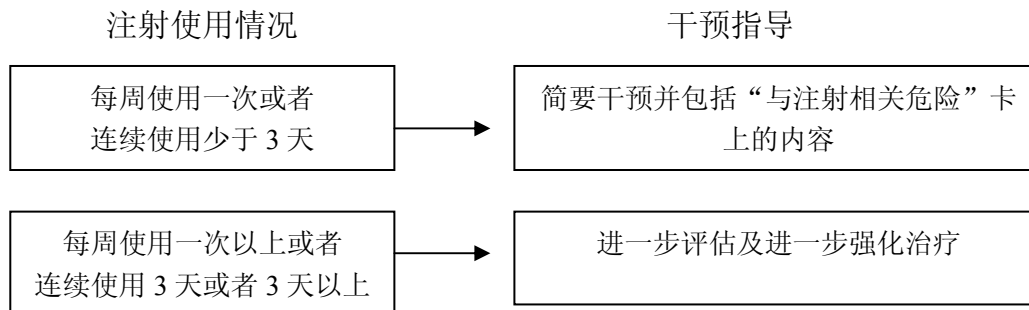 注射使用情况
干预指导
每周使用一次或者
连续使用少于 3 天
简要干预并包括“与注射相关危险”卡
上的内容
每周使用一次以上或者
连续使用 3 天或者 3 天以上
进一步评估及进一步强化治疗